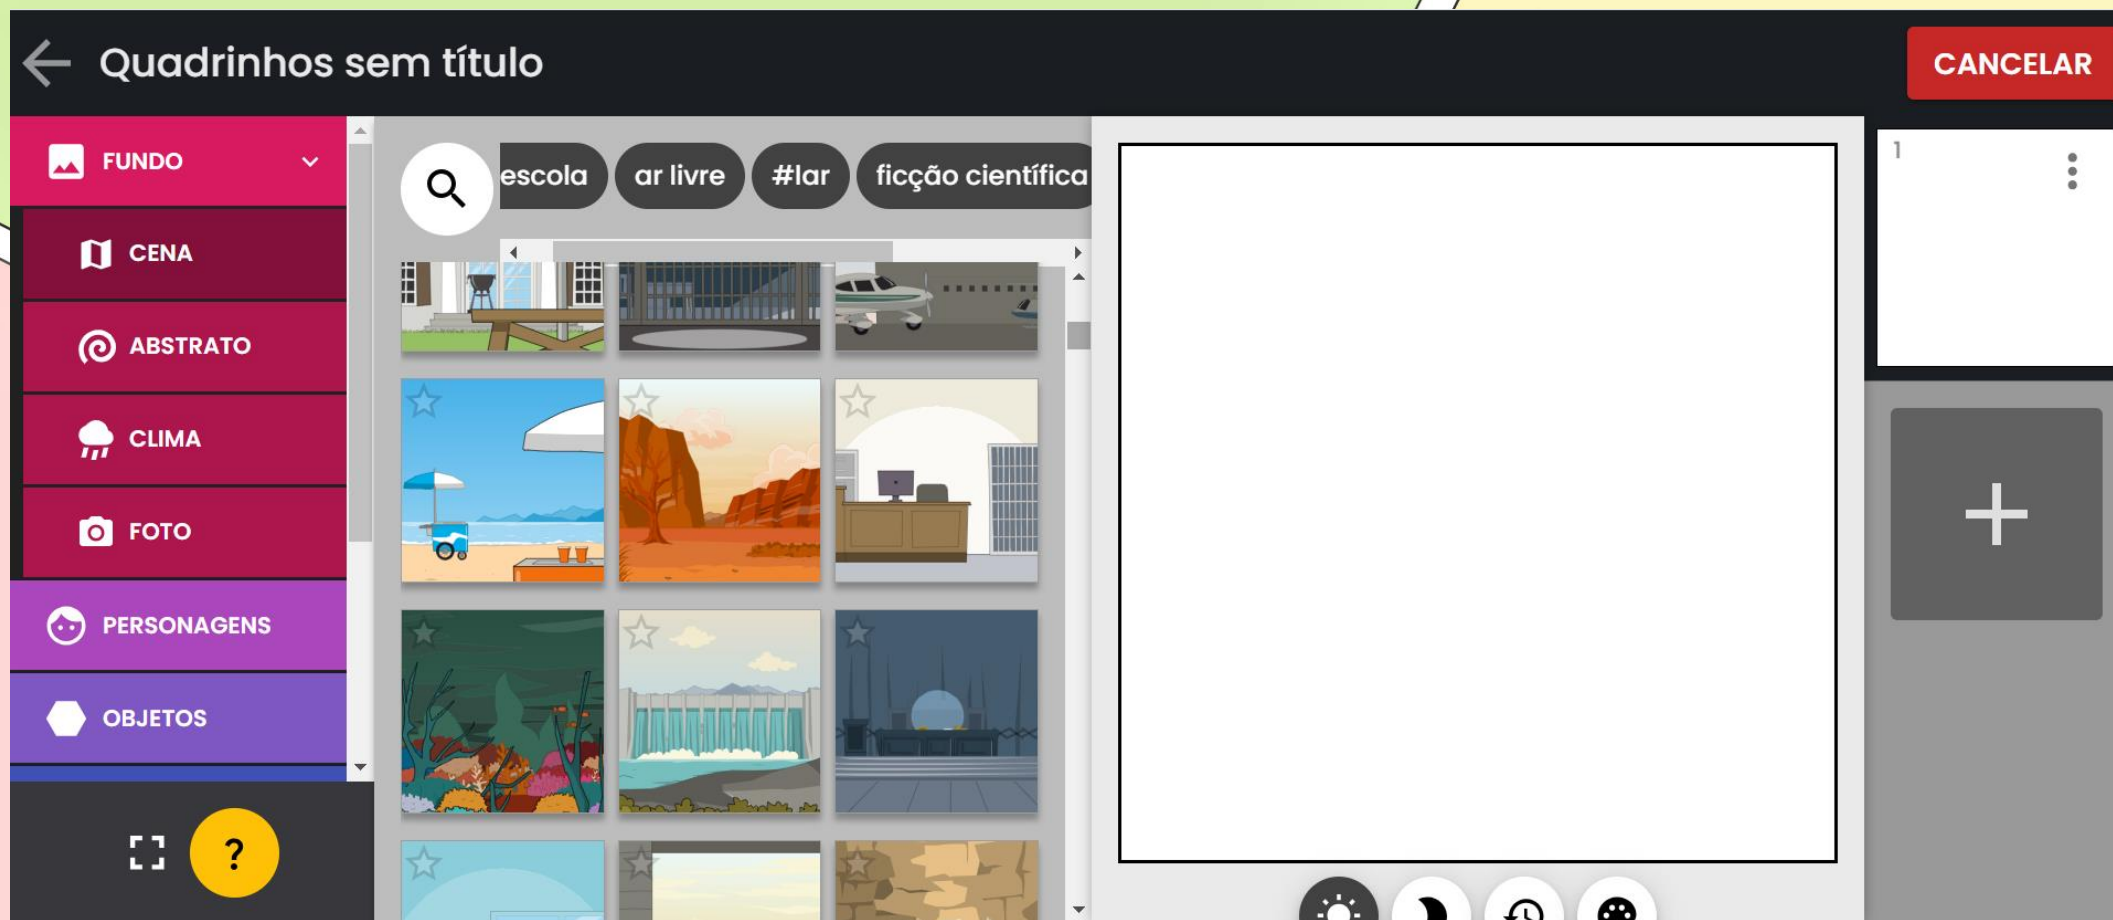 Quadrinhos sem título
CANCELAR
FUNDO
CENA
ABSTRATO
CLIMA
FOTO
PERSONAGENS
OBJETOS
?
escola
ar livre
#lar
ficção científica
1